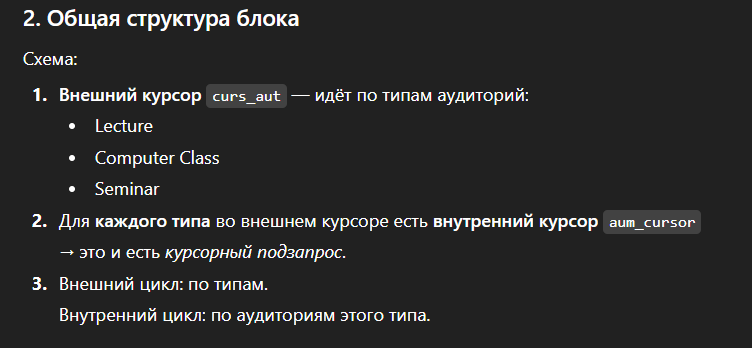 2. Общая структура блока
Схема:
1. Внешний курсор curs_aut — идёт по типам аудиторий:
• Lecture
• Computer Class
• Seminar
2. Для каждого типа во внешнем курсоре есть внутренний курсор aum_cursor
→ это и есть курсорный подзапрос.
3. Внешний цикл: по типам.
Внутренний цикл: по аудиториям этого типа.